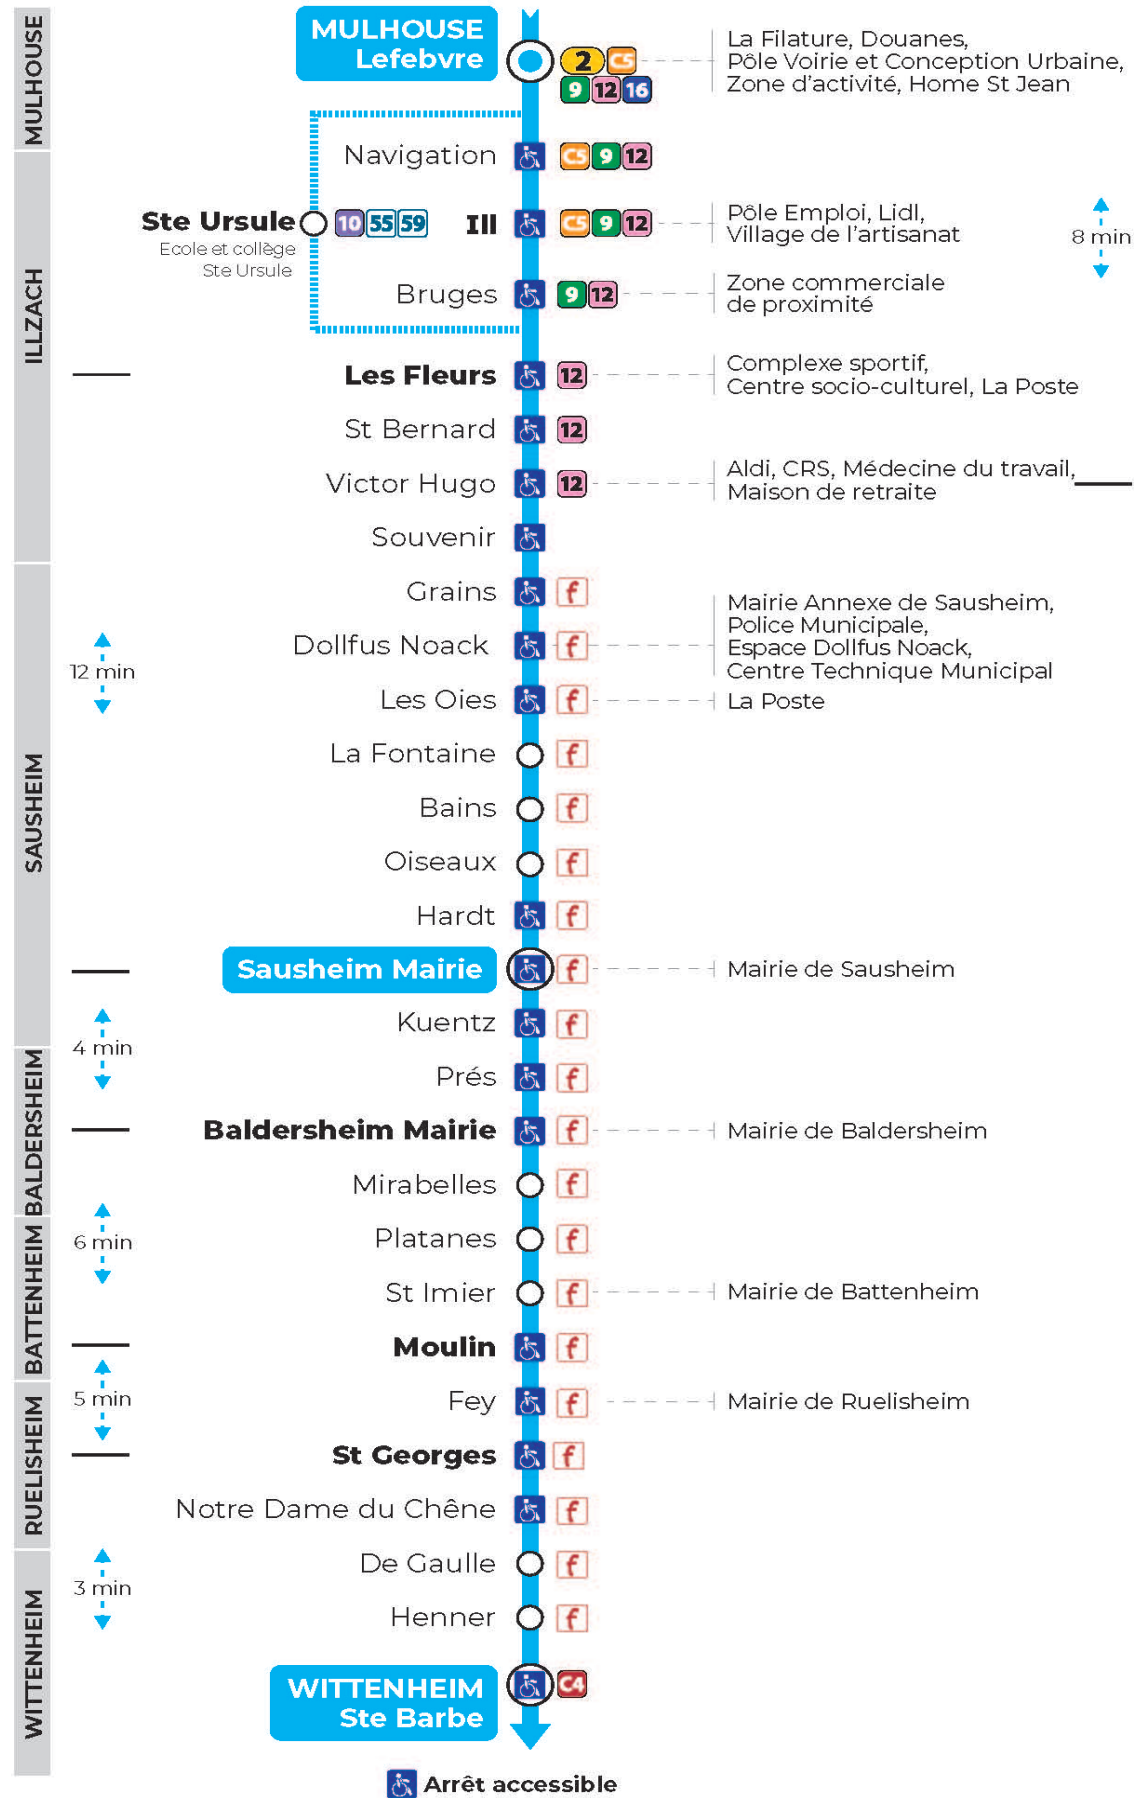 MULHOUSE
MULHOUSE
Lefebvre
2 C5
9 12 16
La Filature, Douanes,
Pôle Voirie et Conception Urbaine,
Zone d'activité, Home St Jean
ILLZACH
Navigation
C5 9 12
Ste Ursule
Ecole et collège
Ste Ursule
10 55 59
Ill
C5 9 12
Pôle Emploi, Lidl,
Village de l'artisanat
8 min
Bruges
9 12
Zone commerciale
de proximité
Les Fleurs
12
Complexe sportif,
Centre socio-culturel, La Poste
St Bernard
12
Victor Hugo
12
Aldi, CRS, Médecine du travail,
Maison de retraite
Souvenir
SAUSHEIM
Grains
f
12 min
Dollfus Noack
f
Mairie Annexe de Sausheim,
Police Municipale,
Espace Dollfus Noack,
Centre Technique Municipal
Les Oies
f
La Poste
La Fontaine
f
Bains
f
Oiseaux
f
Hardt
f
Sausheim Mairie
f
Mairie de Sausheim
4 min
Kuentz
f
BALDERSHEIM
Prés
f
Baldersheim Mairie
f
Mairie de Baldersheim
Mirabelles
f
BATTENHEIM
6 min
Platanes
f
St Imier
f
Mairie de Battenheim
Moulin
f
RUELISHEIM
5 min
Fey
f
Mairie de Ruelisheim
St Georges
f
Notre Dame du Chêne
f
WITTENHEIM
3 min
De Gaulle
f
Henner
f
WITTENHEIM
Ste Barbe
C4
Arrêt accessible